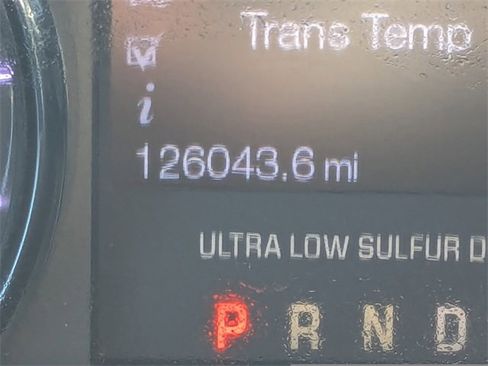 Trans Temp
i
126043.6 mi
ULTRA LOW SULFUR D
P R N D